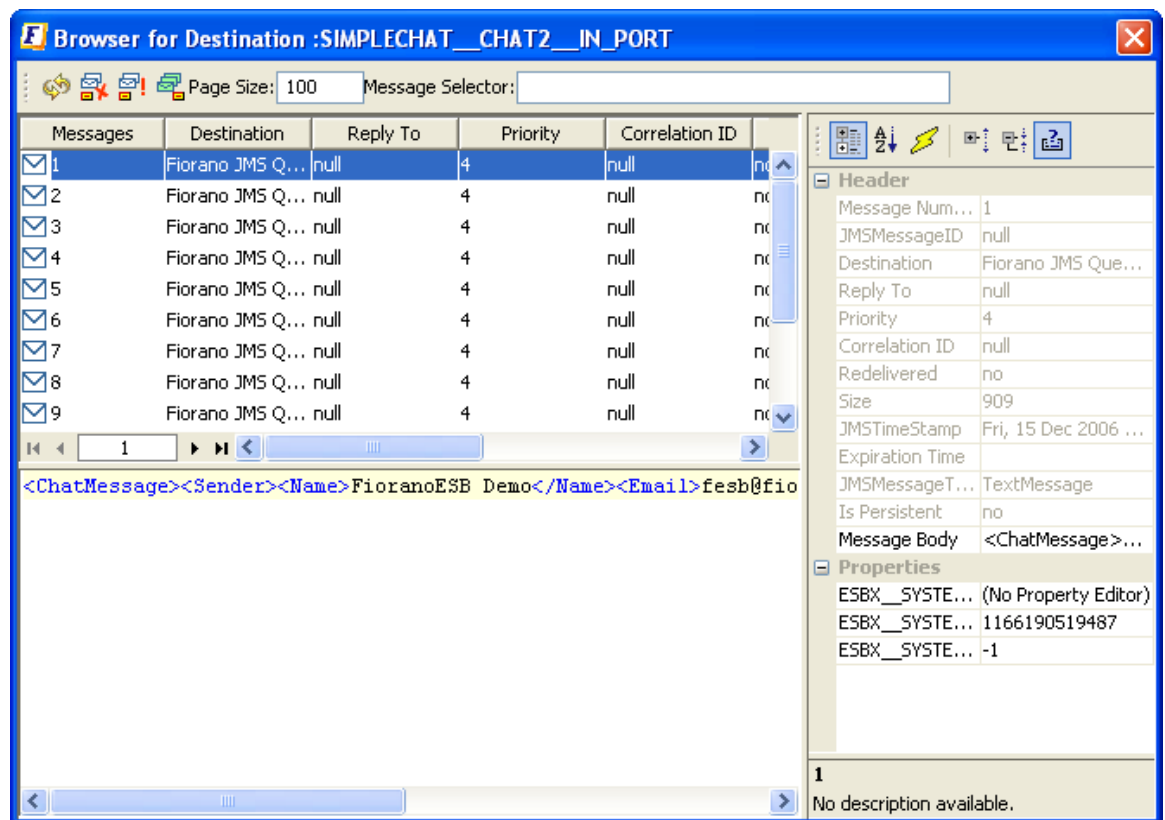 Browser for Destination :SIMPLECHAT__CHAT2__IN_PORT
Page Size: 100 Message Selector:
Messages Destination Reply To Priority Correlation ID
1 Fiorano JMS Q... null 4 null
2 Fiorano JMS Q... null 4 null
3 Fiorano JMS Q... null 4 null
4 Fiorano JMS Q... null 4 null
5 Fiorano JMS Q... null 4 null
6 Fiorano JMS Q... null 4 null
7 Fiorano JMS Q... null 4 null
8 Fiorano JMS Q... null 4 null
9 Fiorano JMS Q... null 4 null
1
<ChatMessage><Sender><Name>FioranoESB Demo</Name><Email>fesb@fio
Header
Message Num... 1
JMSMessageID null
Destination Fiorano JMS Que...
Reply To null
Priority 4
Correlation ID null
Redelivered no
Size 909
JMSTimeStamp Fri, 15 Dec 2006 ...
Expiration Time
JMSMessageT... TextMessage
Is Persistent no
Message Body <ChatMessage>...
Properties
ESBX__SYSTE... (No Property Editor)
ESBX__SYSTE... 1166190519487
ESBX__SYSTE... -1
1
No description available.